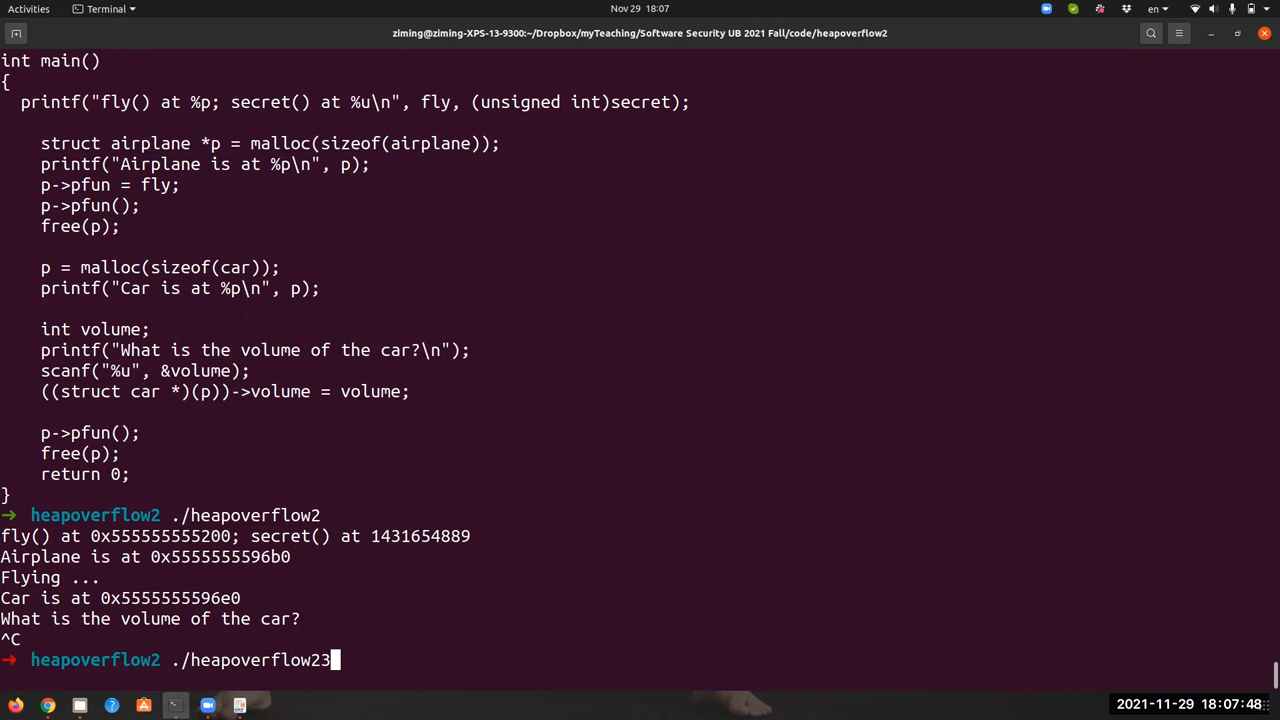 Activities
Terminal
Nov 29 18:07
en
ziming@ziming-XPS-13-9300:~/Dropbox/myTeaching/Software Security UB 2021 Fall/code/heapoverflow2
int main()
{
printf("fly() at %p; secret() at %u\n", fly, (unsigned int)secret);
struct airplane *p = malloc(sizeof(airplane));
printf("Airplane is at %p\n", p);
p->pfun = fly;
p->pfun();
free(p);
p = malloc(sizeof(car));
printf("Car is at %p\n", p);
int volume;
printf("What is the volume of the car?\n");
scanf("%u", &volume);
((struct car *)(p))->volume = volume;
p->pfun();
free(p);
return 0;
}
➜ heapoverflow2 ./heapoverflow2
fly() at 0x555555555200; secret() at 1431654889
Airplane is at 0x5555555596b0
Flying ...
Car is at 0x5555555596e0
What is the volume of the car?
^C
➜ heapoverflow2 ./heapoverflow23
2021-11-29 18:07:48